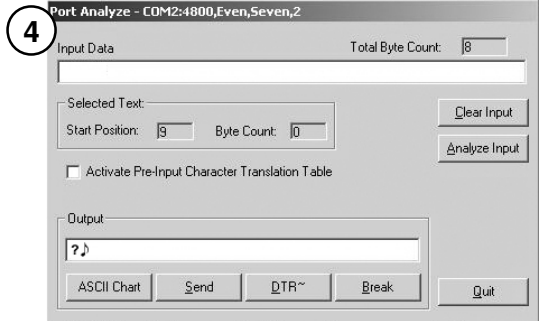 Port Analyze - COM2:4800,Even,Seven,2
4
Input Data Total Byte Count: 8
Selected Text:
Start Position: 9 Byte Count: 0
Clear Input
Analyze Input
Activate Pre-Input Character Translation Table
Output
?♪
ASCII Chart Send DTR~ Break Quit